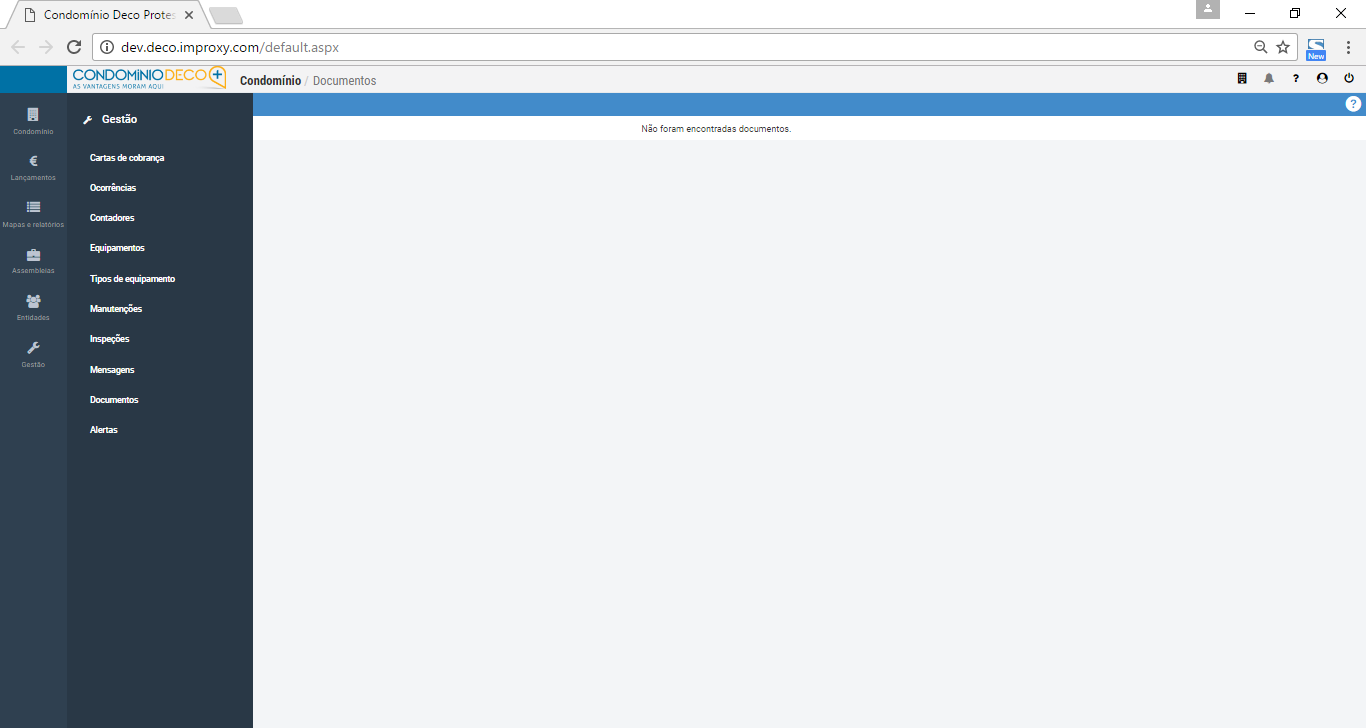 Condomínio Deco Protes
dev.deco.improxy.com/default.aspx
New
CONDOMÍNIODECO+
AS VANTAGENS MORAM AQUI
Condomínio / Documentos
?
?
Condomínio
Lançamentos
Mapas e relatórios
Assembleias
Entidades
Gestão
Gestão
Cartas de cobrança
Ocorrências
Contadores
Equipamentos
Tipos de equipamento
Manutenções
Inspeções
Mensagens
Documentos
Alertas
Não foram encontradas documentos.